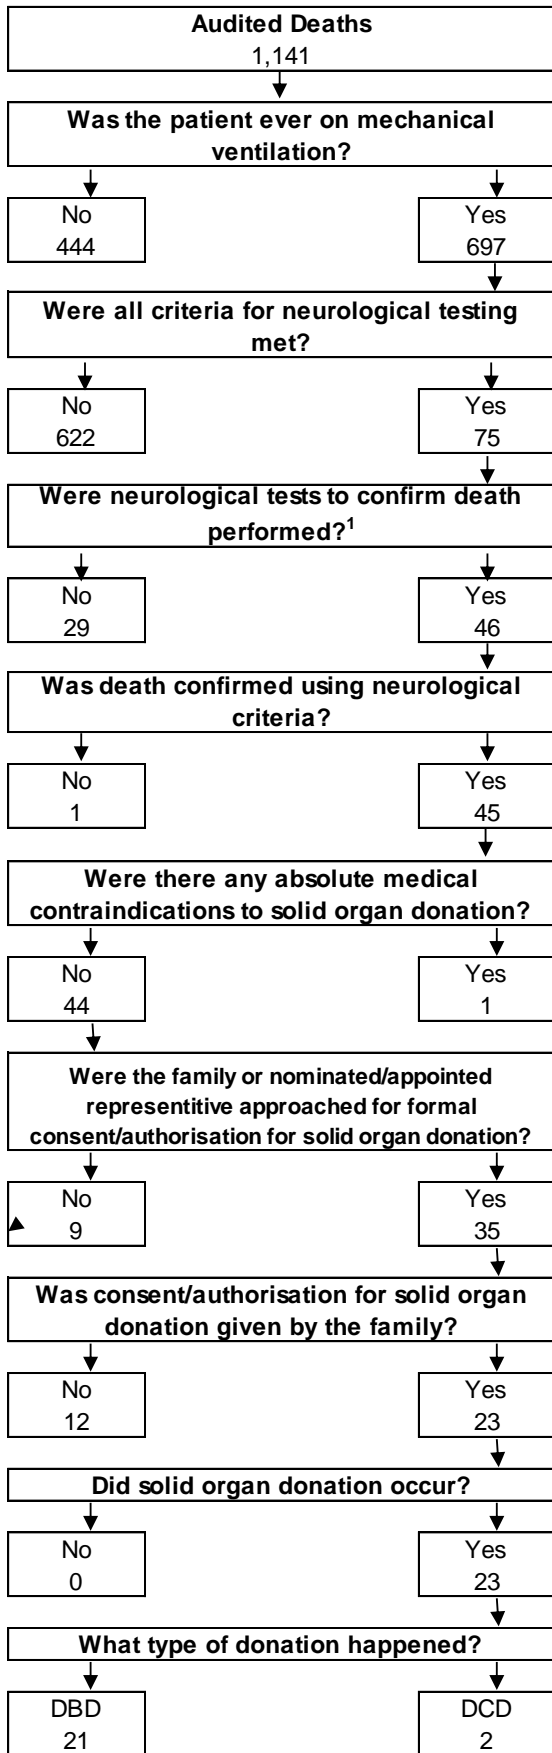 Audited Deaths
1,141
Was the patient ever on mechanical
ventilation?
No
444
Yes
697
Were all criteria for neurological testing
met?
No
622
Yes
75
Were neurological tests to confirm death
performed?1
No
29
Yes
46
Was death confirmed using neurological
criteria?
No
1
Yes
45
Were there any absolute medical
contraindications to solid organ donation?
No
44
Yes
1
Were the family or nominated/appointed
representitive approached for formal
consent/authorisation for solid organ donation?
No
9
Yes
35
Was consent/authorisation for solid organ
donation given by the family?
No
12
Yes
23
Did solid organ donation occur?
No
0
Yes
23
What type of donation happened?
DBD
21
DCD
2